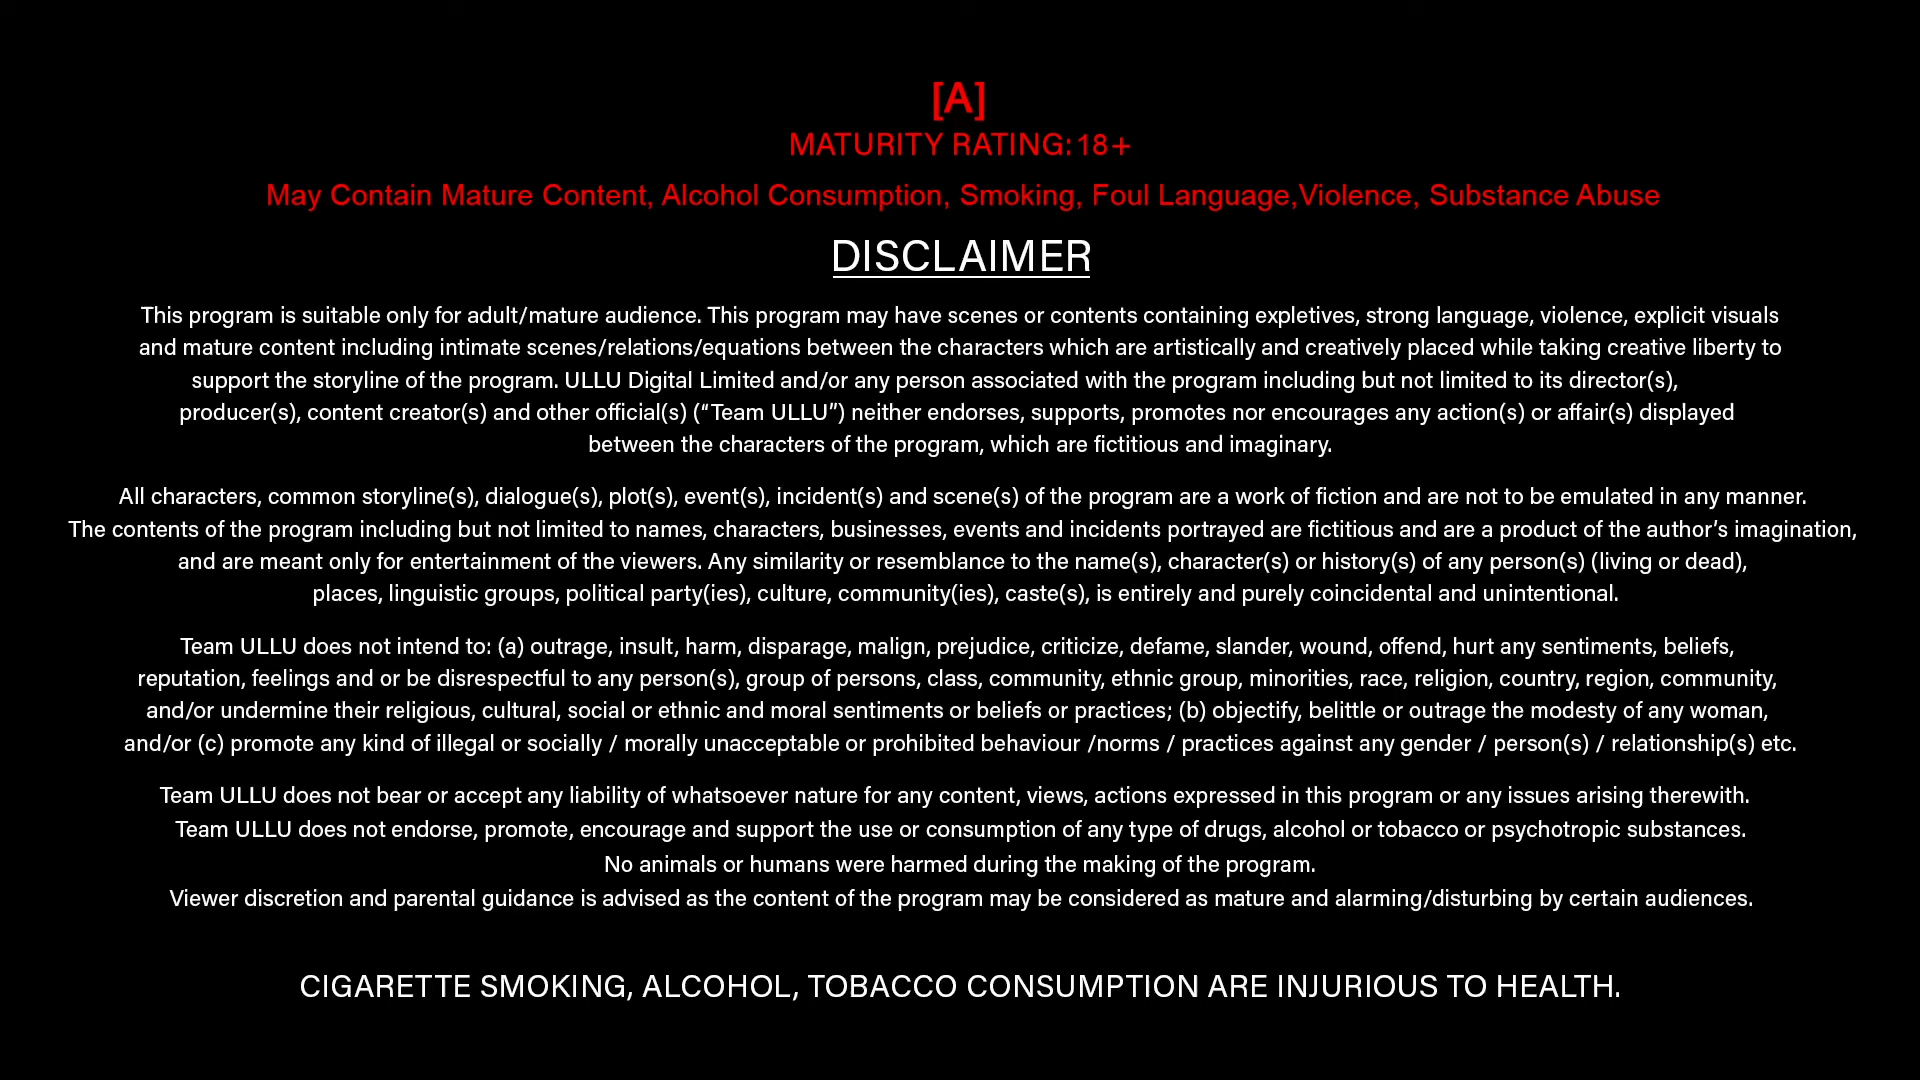 [A]
MATURITY RATING:18+
May Contain Mature Content, Alcohol Consumption, Smoking, Foul Language,Violence, Substance Abuse
DISCLAIMER
This program is suitable only for adult/mature audience. This program may have scenes or contents containing expletives, strong language, violence, explicit visuals
and mature content including intimate scenes/relations/equations between the characters which are artistically and creatively placed while taking creative liberty to
support the storyline of the program. ULLU Digital Limited and/or any person associated with the program including but not limited to its director(s),
producer(s), content creator(s) and other official(s) (“Team ULLU”) neither endorses, supports, promotes nor encourages any action(s) or affair(s) displayed
between the characters of the program, which are fictitious and imaginary.
All characters, common storyline(s), dialogue(s), plot(s), event(s), incident(s) and scene(s) of the program are a work of fiction and are not to be emulated in any manner.
The contents of the program including but not limited to names, characters, businesses, events and incidents portrayed are fictitious and are a product of the author’s imagination,
and are meant only for entertainment of the viewers. Any similarity or resemblance to the name(s), character(s) or history(s) of any person(s) (living or dead),
places, linguistic groups, political party(ies), culture, community(ies), caste(s), is entirely and purely coincidental and unintentional.
Team ULLU does not intend to: (a) outrage, insult, harm, disparage, malign, prejudice, criticize, defame, slander, wound, offend, hurt any sentiments, beliefs,
reputation, feelings and or be disrespectful to any person(s), group of persons, class, community, ethnic group, minorities, race, religion, country, region, community,
and/or undermine their religious, cultural, social or ethnic and moral sentiments or beliefs or practices; (b) objectify, belittle or outrage the modesty of any woman,
and/or (c) promote any kind of illegal or socially / morally unacceptable or prohibited behaviour /norms / practices against any gender / person(s) / relationship(s) etc.
Team ULLU does not bear or accept any liability of whatsoever nature for any content, views, actions expressed in this program or any issues arising therewith.
Team ULLU does not endorse, promote, encourage and support the use or consumption of any type of drugs, alcohol or tobacco or psychotropic substances.
No animals or humans were harmed during the making of the program.
Viewer discretion and parental guidance is advised as the content of the program may be considered as mature and alarming/disturbing by certain audiences.
CIGARETTE SMOKING, ALCOHOL, TOBACCO CONSUMPTION ARE INJURIOUS TO HEALTH.